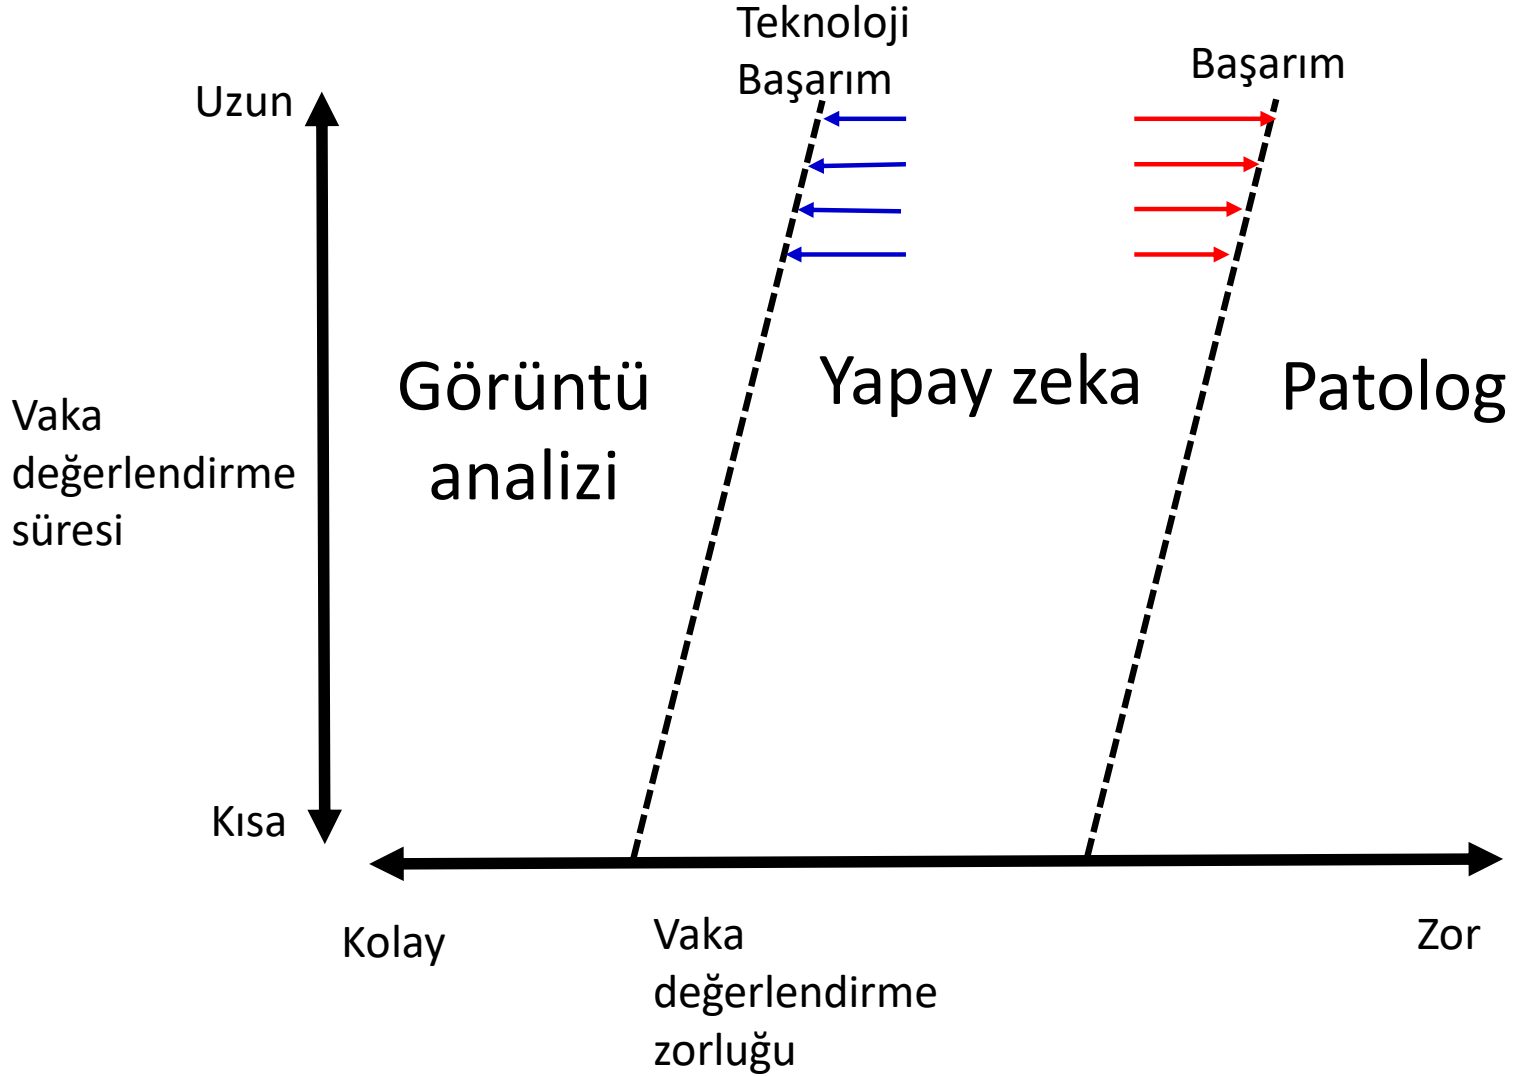 Teknoloji
Başarım
Başarım
Uzun
Görüntü
analizi
Yapay zeka
Patolog
Vaka
değerlendirme
süresi
Kısa
Kolay
Vaka
değerlendirme
zorluğu
Zor